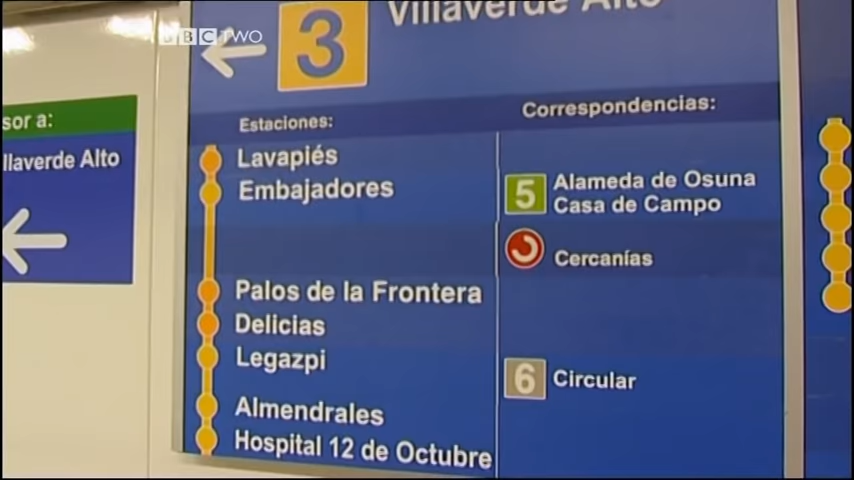 BBC TWO
3
Villaverde Alto
sor a:
illaverde Alto
Estaciones:
Correspondencias:
Lavapiés
Embajadores
5 Alameda de Osuna
Casa de Campo
Cercanías
Palos de la Frontera
Delicias
Legazpi
6 Circular
Almendrales
Hospital 12 de Octubre